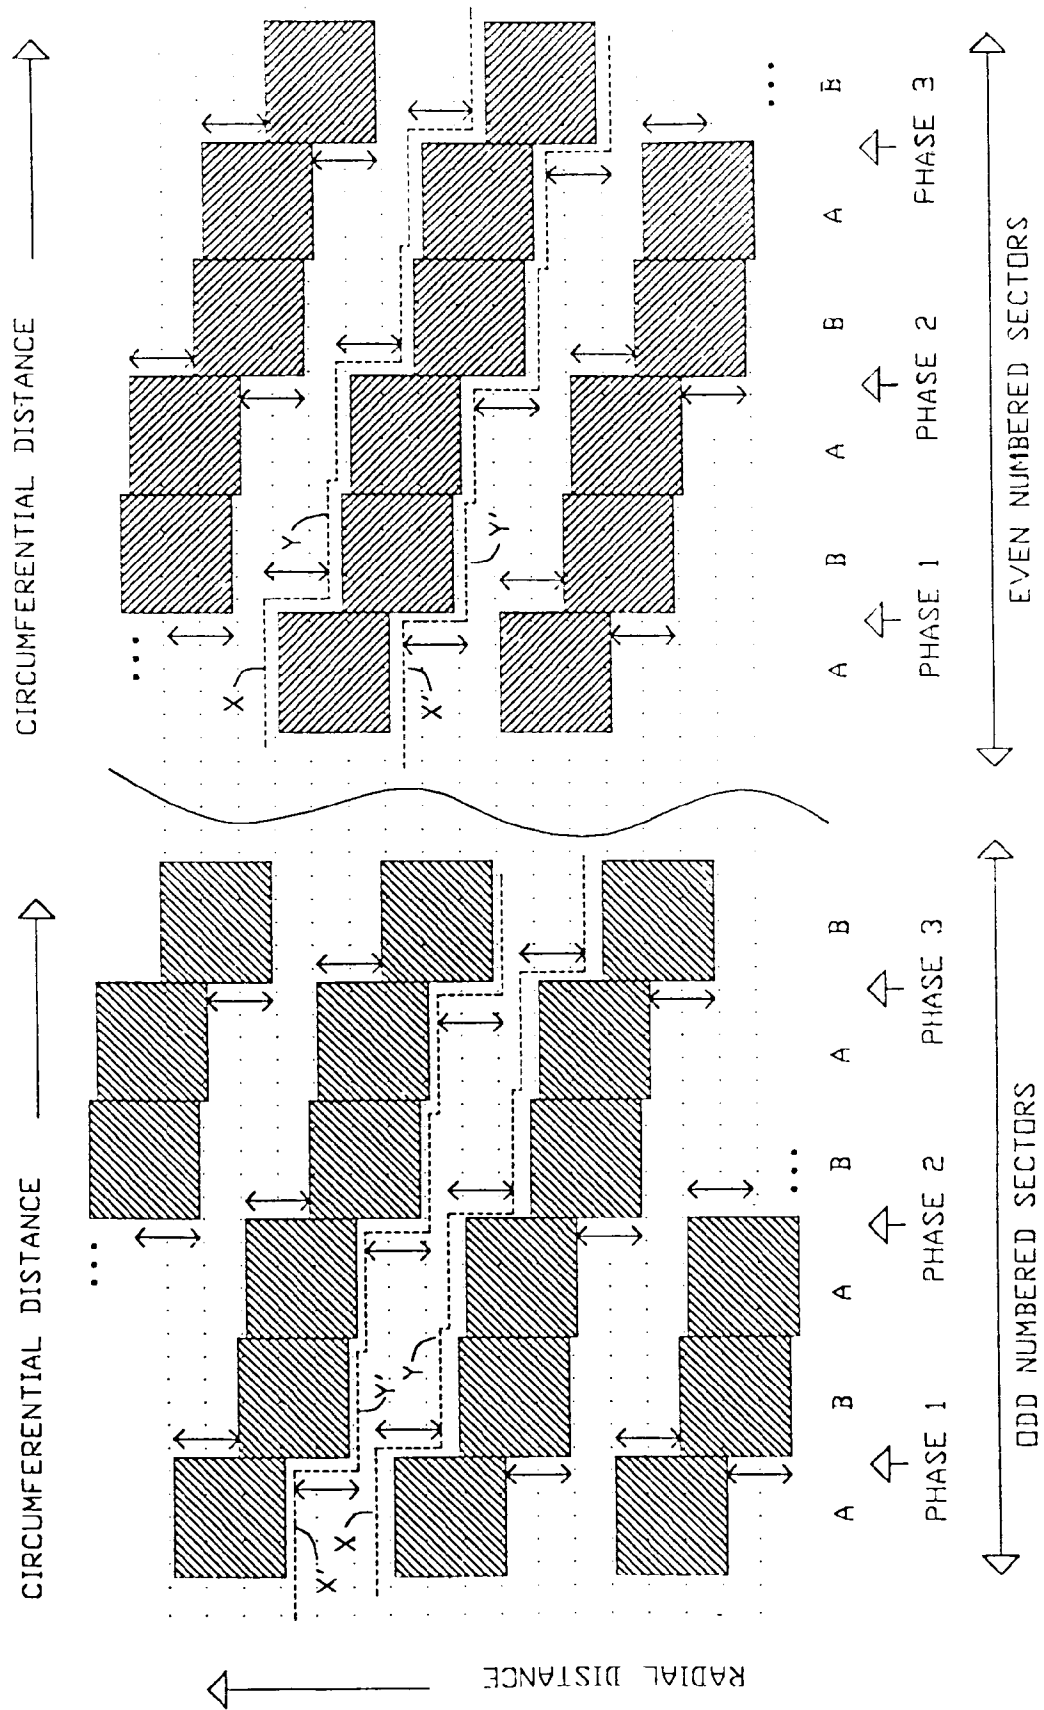 CIRCUMFERENTIAL DISTANCE
CIRCUMFERENTIAL DISTANCE
RADIAL DISTANCE
X'
X
Y'
Y
X
Y
X'
Y'
A B A B A B
PHASE 1 PHASE 2 PHASE 3
ODD NUMBERED SECTORS
A B A B A B
PHASE 1 PHASE 2 PHASE 3
EVEN NUMBERED SECTORS